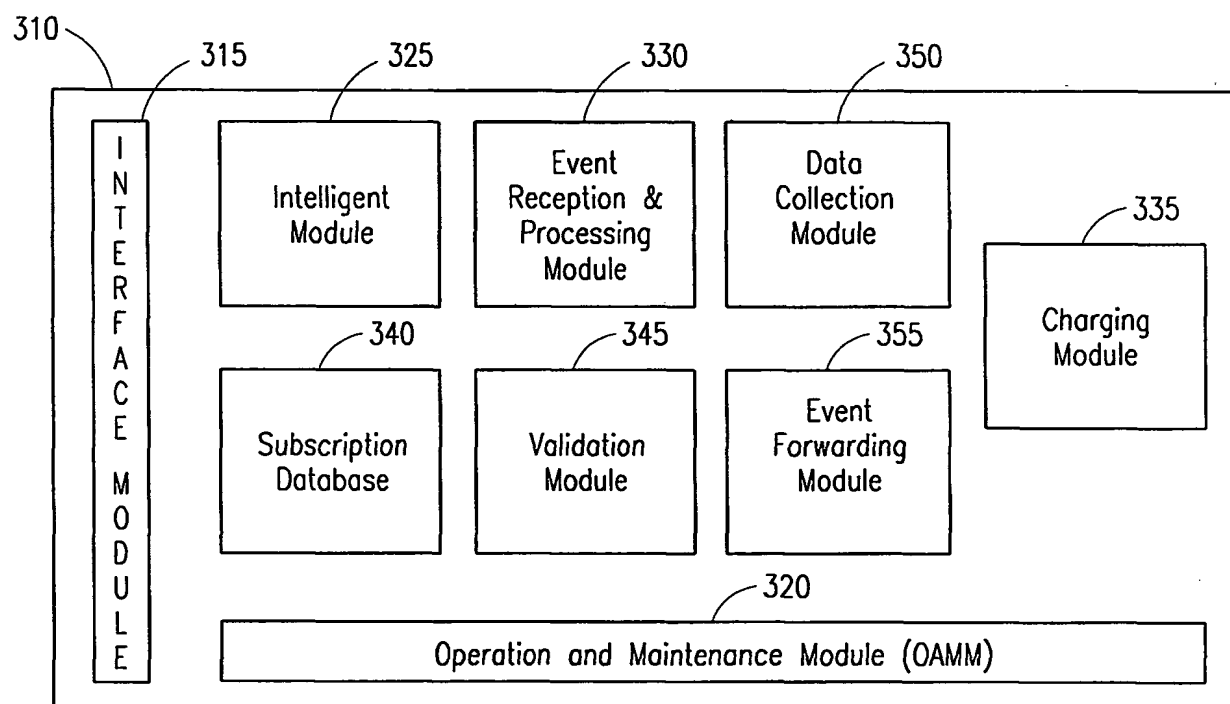 310
315
325
330
350
INTERFACE MODULE
Intelligent
Module
Event
Reception &
Processing
Module
Data
Collection
Module
335
Charging
Module
340
345
355
Subscription
Database
Validation
Module
Event
Forwarding
Module
320
Operation and Maintenance Module (OAMM)